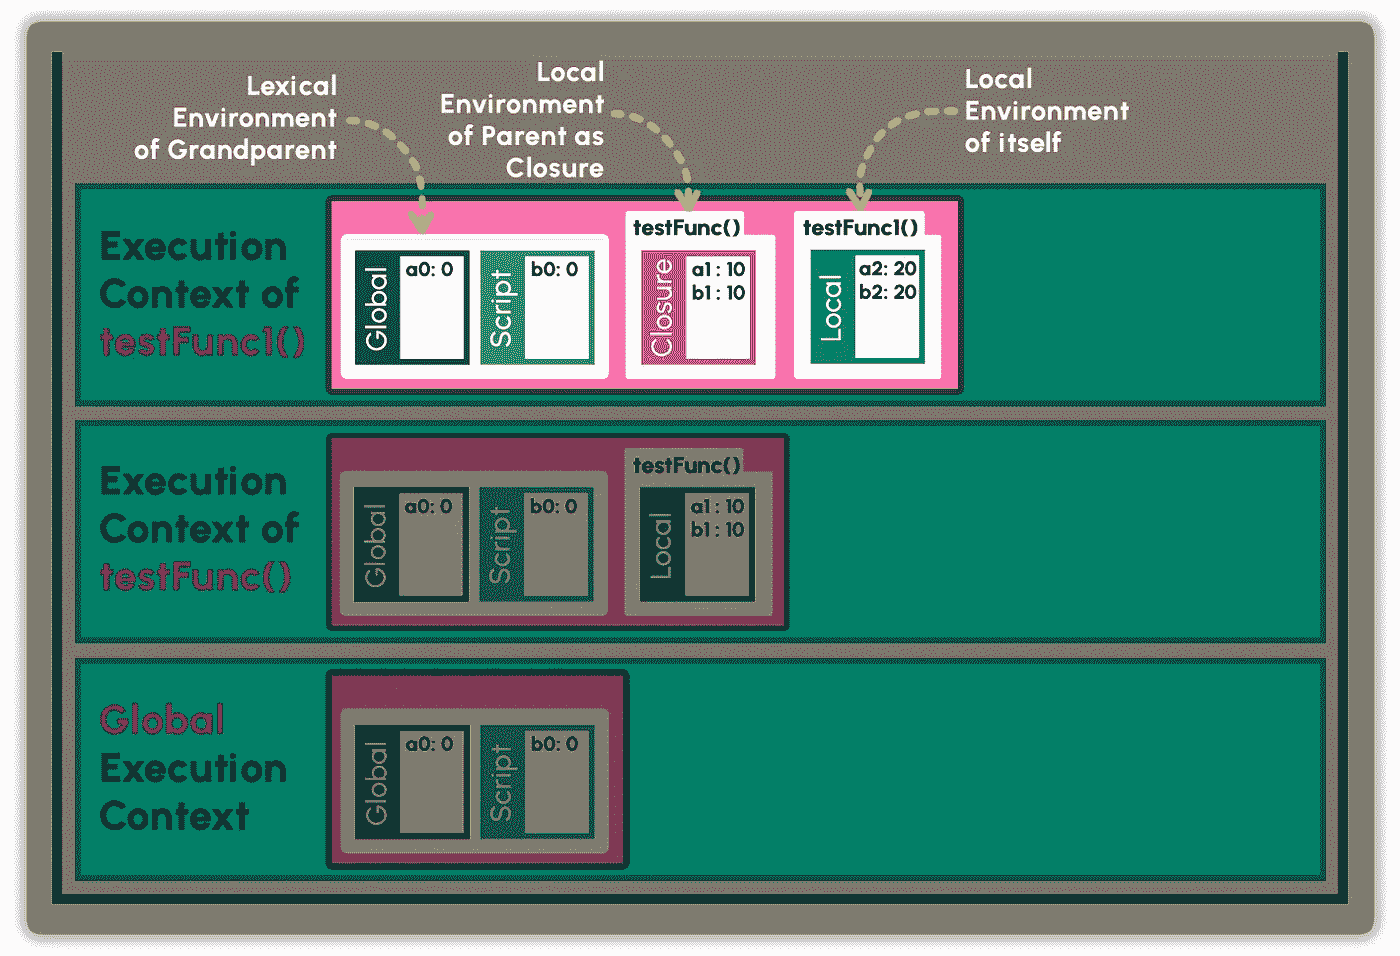 Lexical
Environment
of Grandparent
Local
Environment
of Parent as
Closure
Local
Environment
of itself
Execution
Context of
testFunc1()
Global
a0: 0
Script
b0: 0
testFunc()
Closure
a1 : 10
b1 : 10
testFunc1()
Local
a2: 20
b2: 20
Execution
Context of
testFunc()
Global
a0: 0
Script
b0: 0
testFunc()
Local
a1 : 10
b1 : 10
Global
Execution
Context
Global
a0: 0
Script
b0: 0